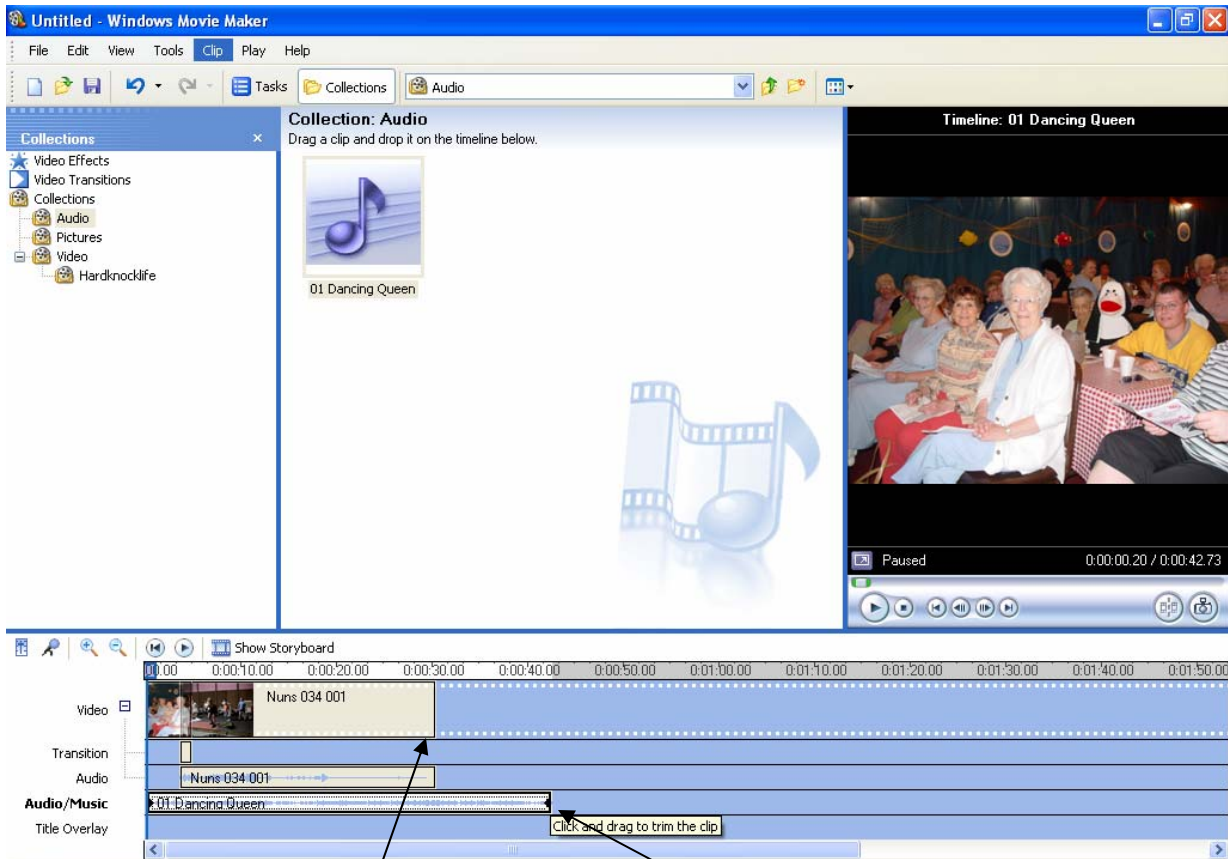 Untitled - Windows Movie Maker
File Edit View Tools Clip Play Help
Tasks Collections Audio
Collections
Video Effects
Video Transitions
Collections
Audio
Pictures
Video
Hardknocklife
Collection: Audio
Drag a clip and drop it on the timeline below.
01 Dancing Queen
Timeline: 01 Dancing Queen
Paused 0:00:00.20 / 0:00:42.73
Show Storyboard
0:00:10.00 0:00:20.00 0:00:30.00 0:00:40.00 0:00:50.00 0:01:00.00 0:01:10.00 0:01:20.00 0:01:30.00 0:01:40.00 0:01:50.00
Video Nuns 034 001
Transition
Audio Nuns 034 001
Audio/Music 01 Dancing Queen
Title Overlay Click and drag to trim the clip